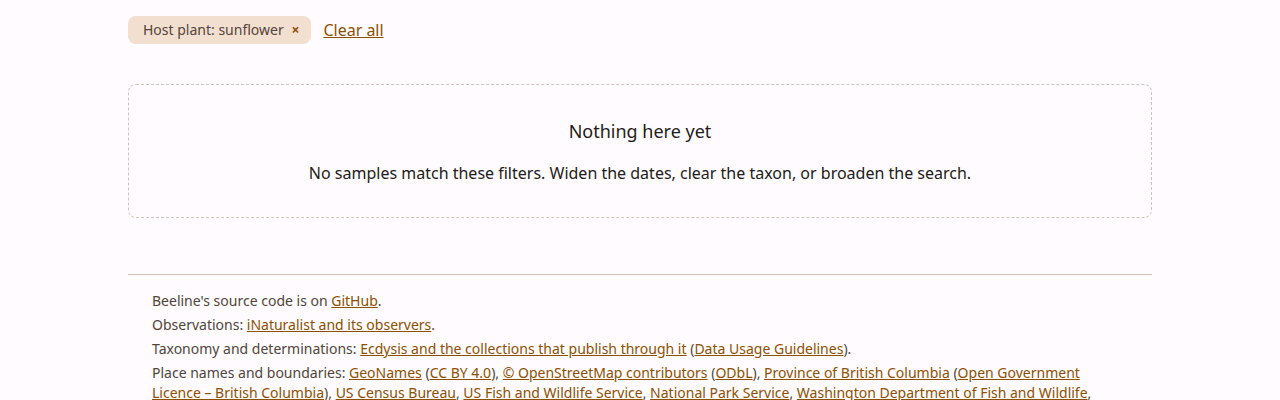 Host plant: sunflower × Clear all
Nothing here yet
No samples match these filters. Widen the dates, clear the taxon, or broaden the search.
Beeline's source code is on GitHub.
Observations: iNaturalist and its observers.
Taxonomy and determinations: Ecdysis and the collections that publish through it (Data Usage Guidelines).
Place names and boundaries: GeoNames (CC BY 4.0), © OpenStreetMap contributors (ODbL), Province of British Columbia (Open Government
Licence – British Columbia), US Census Bureau, US Fish and Wildlife Service, National Park Service, Washington Department of Fish and Wildlife,